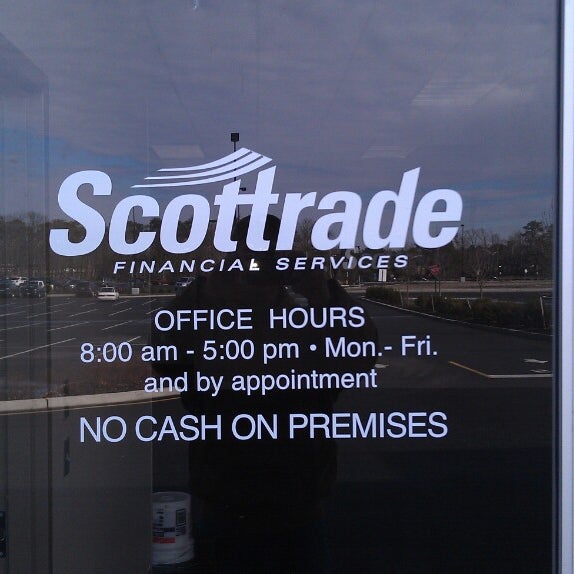 Scottrade
FINANCIAL SERVICES
OFFICE HOURS
8:00 am - 5:00 pm • Mon.- Fri.
and by appointment
NO CASH ON PREMISES